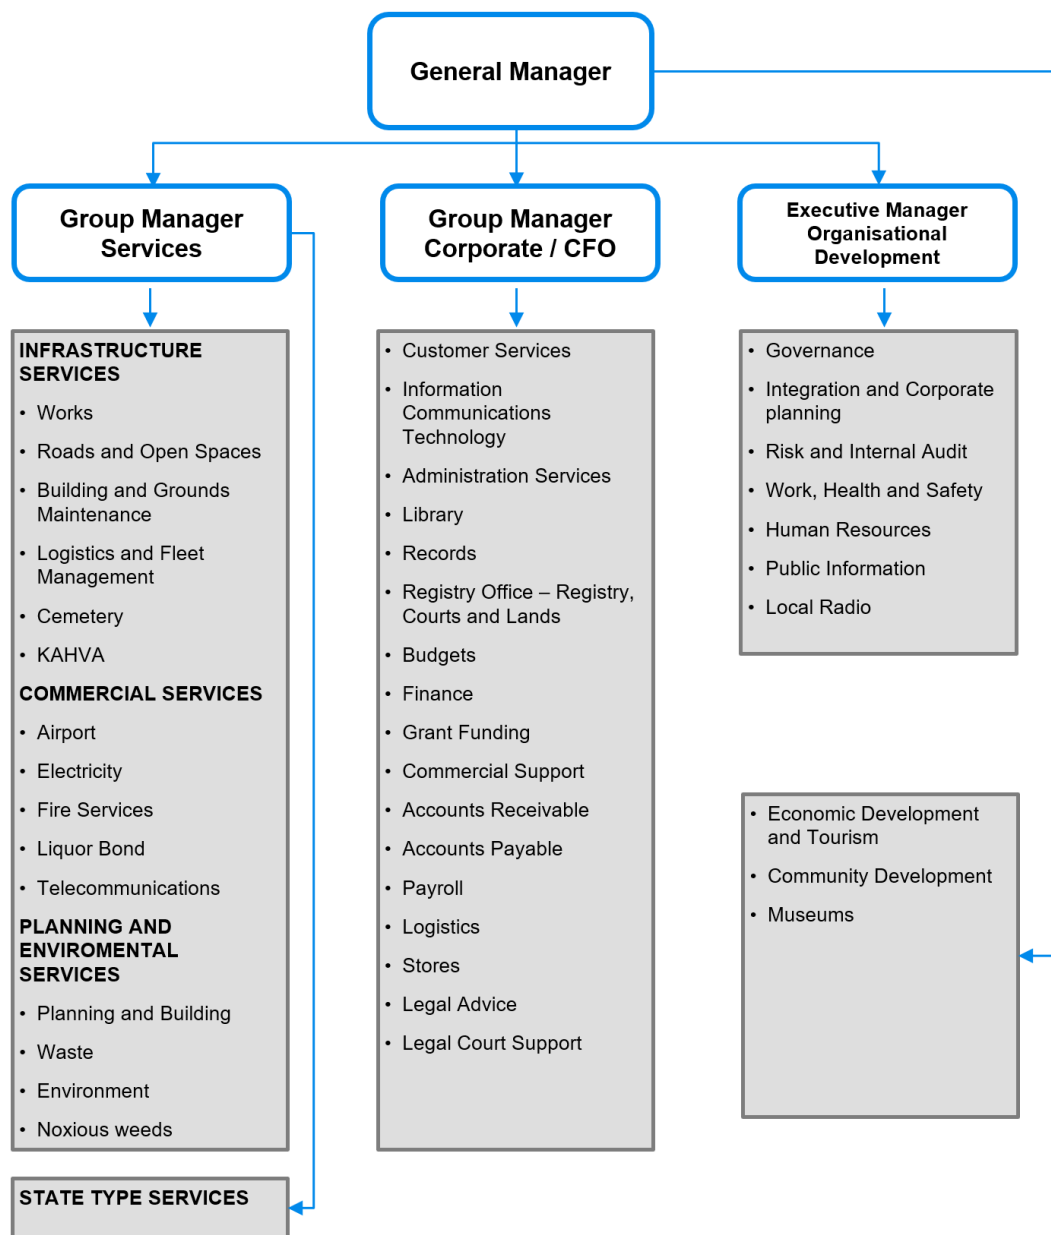 General Manager
Group Manager
Services
Group Manager
Corporate / CFO
Executive Manager
Organisational
Development
INFRASTRUCTURE
SERVICES
• Works
• Roads and Open Spaces
• Building and Grounds
Maintenance
• Logistics and Fleet
Management
• Cemetery
• KAHVA
COMMERCIAL SERVICES
• Airport
• Electricity
• Fire Services
• Liquor Bond
• Telecommunications
PLANNING AND
ENVIROMENTAL
SERVICES
• Planning and Building
• Waste
• Environment
• Noxious weeds
STATE TYPE SERVICES
• Customer Services
• Information
Communications
Technology
• Administration Services
• Library
• Records
• Registry Office – Registry,
Courts and Lands
• Budgets
• Finance
• Grant Funding
• Commercial Support
• Accounts Receivable
• Accounts Payable
• Payroll
• Logistics
• Stores
• Legal Advice
• Legal Court Support
• Governance
• Integration and Corporate
planning
• Risk and Internal Audit
• Work, Health and Safety
• Human Resources
• Public Information
• Local Radio
• Economic Development
and Tourism
• Community Development
• Museums